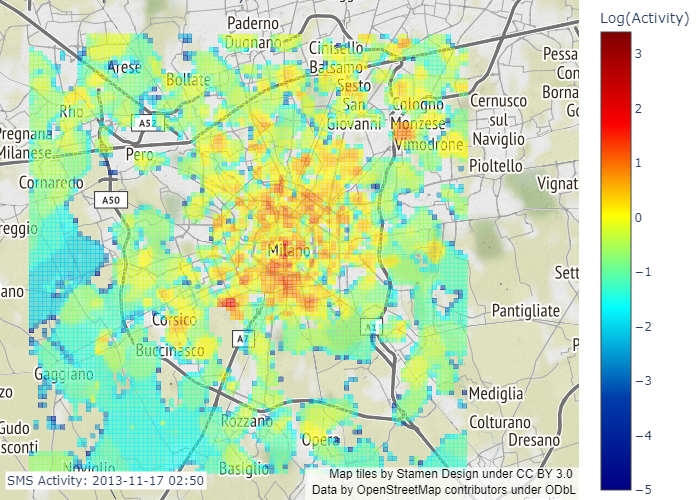 Log(Activity)
3
2
1
0
−1
−2
−3
−4
−5
Paderno
Dugnano
Cinisello
Balsamo
Sesto
San
Giovanni
Arese
Bollate
Rho
A52
Pero
Cologno
Monzese
Vimodrone
Cernusco
sul
Naviglio
Pioltello
Pessa
Con
Borna
Go
Vignat
Pregnana
Milanese
Cornaredo
A50
reggio
ano
Milano
Corsico
Buccinasco
A7
A1
Gaggiano
Sett
Pantigliate
P
zo
Gudo
sconti
Rozzano
Opera
Mediglia
Colturano
Dresano
Noviglio
Basiglio
SMS Activity: 2013-11-17 02:50
Map tiles by Stamen Design under CC BY 3.0
Data by OpenStreetMap contributors under ODbL